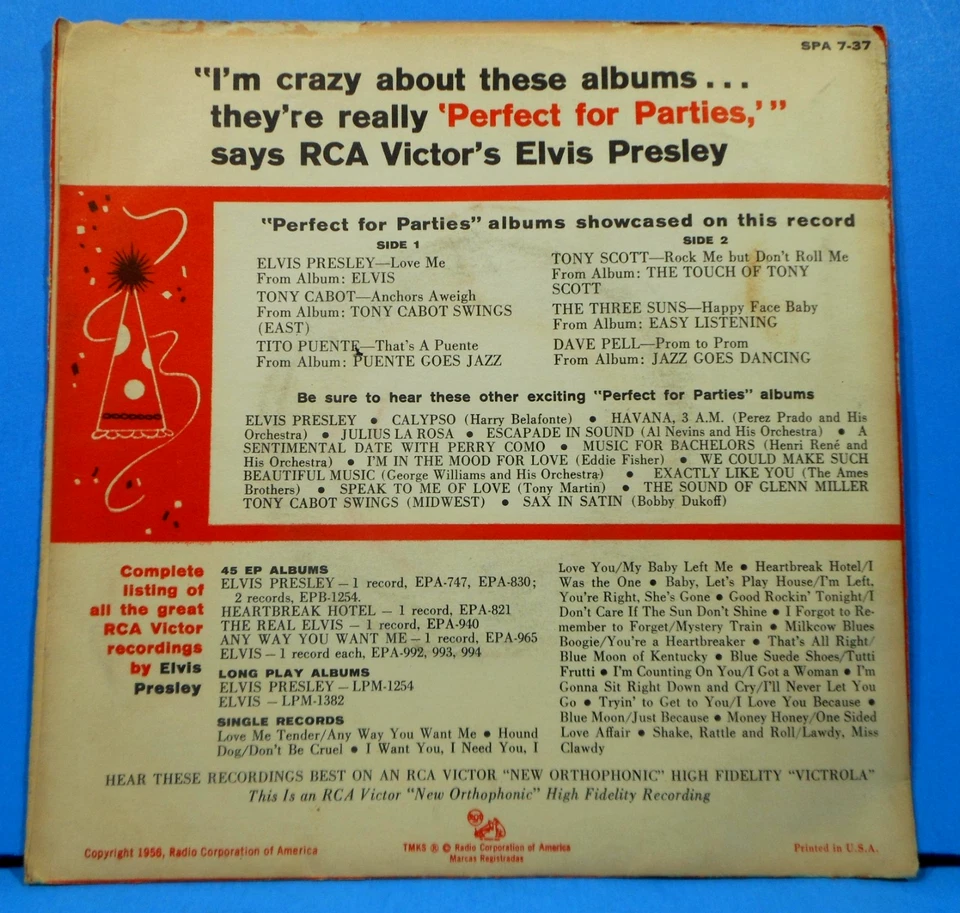 SPA 7-37
"I'm crazy about these albums...
they're really 'Perfect for Parties,'"
says RCA Victor's Elvis Presley
"Perfect for Parties" albums showcased on this record
SIDE 1
ELVIS PRESLEY—Love Me
From Album: ELVIS
TONY CABOT—Anchors Aweigh
From Album: TONY CABOT SWINGS
(EAST)
TITO PUENTE—That's A Puente
From Album: PUENTE GOES JAZZ
SIDE 2
TONY SCOTT—Rock Me but Don't Roll Me
From Album: THE TOUCH OF TONY
SCOTT
THE THREE SUNS—Happy Face Baby
From Album: EASY LISTENING
DAVE PELL—Prom to Prom
From Album: JAZZ GOES DANCING
Be sure to hear these other exciting "Perfect for Parties" albums
ELVIS PRESLEY • CALYPSO (Harry Belafonte) • HAVANA, 3 A.M. (Perez Prado and His
Orchestra) • JULIUS LA ROSA • ESCAPADE IN SOUND (Al Nevins and His Orchestra) • A
SENTIMENTAL DATE WITH PERRY COMO • MUSIC FOR BACHELORS (Henri René and
His Orchestra) • I'M IN THE MOOD FOR LOVE (Eddie Fisher) • WE COULD MAKE SUCH
BEAUTIFUL MUSIC (George Williams and His Orchestra) • EXACTLY LIKE YOU (The Ames
Brothers) • SPEAK TO ME OF LOVE (Tony Martin) • THE SOUND OF GLENN MILLER
TONY CABOT SWINGS (MIDWEST) • SAX IN SATIN (Bobby Dukoff)
Complete
listing of
all the great
RCA Victor
recordings
by Elvis
Presley
45 EP ALBUMS
ELVIS PRESLEY – 1 record, EPA-747, EPA-830;
2 records, EPB-1254.
HEARTBREAK HOTEL – 1 record, EPA-821
THE REAL ELVIS – 1 record, EPA-940
ANY WAY YOU WANT ME – 1 record, EPA-965
ELVIS – 1 record each, EPA-992, 993, 994
LONG PLAY ALBUMS
ELVIS PRESLEY – LPM-1254
ELVIS – LPM-1382
SINGLE RECORDS
Love Me Tender/Any Way You Want Me • Hound
Dog/Don't Be Cruel • I Want You, I Need You, I
Love You/My Baby Left Me • Heartbreak Hotel/I
Was the One • Baby, Let's Play House/I'm Left,
You're Right, She's Gone • Good Rockin' Tonight/I
Don't Care If The Sun Don't Shine • I Forgot to Re-
member to Forget/Mystery Train • Milkcow Blues
Boogie/You're a Heartbreaker • That's All Right/
Blue Moon of Kentucky • Blue Suede Shoes/Tutti
Frutti • I'm Counting On You/I Got a Woman • I'm
Gonna Sit Right Down and Cry/I'll Never Let You
Go • Tryin' to Get to You/I Love You Because •
Blue Moon/Just Because • Money Honey/One Sided
Love Affair • Shake, Rattle and Roll/Lawdy, Miss
Clawdy
HEAR THESE RECORDINGS BEST ON AN RCA VICTOR "NEW ORTHOPHONIC" HIGH FIDELITY "VICTROLA"
This Is an RCA Victor "New Orthophonic" High Fidelity Recording
RCA
Copyright 1956, Radio Corporation of America
TMKS ® © Radio Corporation of America
Marcas Registradas
Printed in U.S.A.